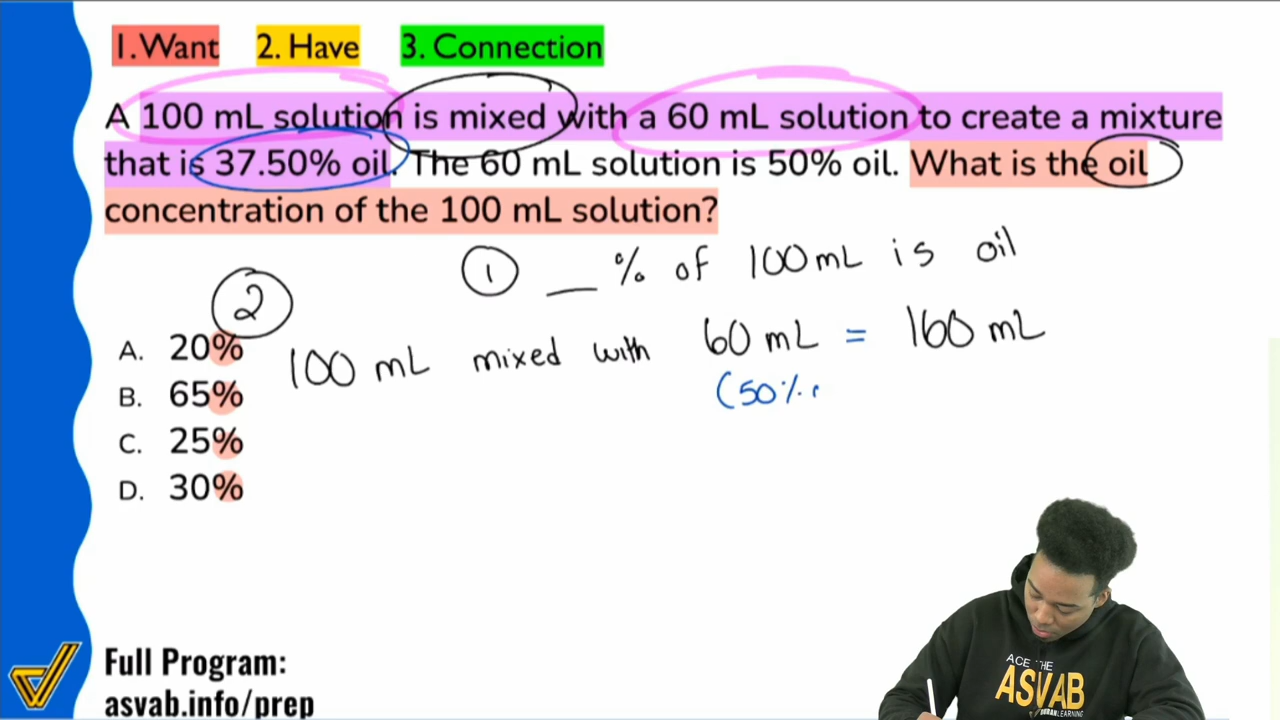 1. Want 2. Have 3. Connection
A 100 mL solution is mixed with a 60 mL solution to create a mixture
that is 37.50% oil. The 60 mL solution is 50% oil. What is the oil
concentration of the 100 mL solution?
1 __ % of 100 mL is oil
2
100 mL mixed with 60 mL = 160 mL
(50%
A. 20%
B. 65%
C. 25%
D. 30%
Full Program:
asvab.info/prep
ACE THE
ASVAB
LEARNING